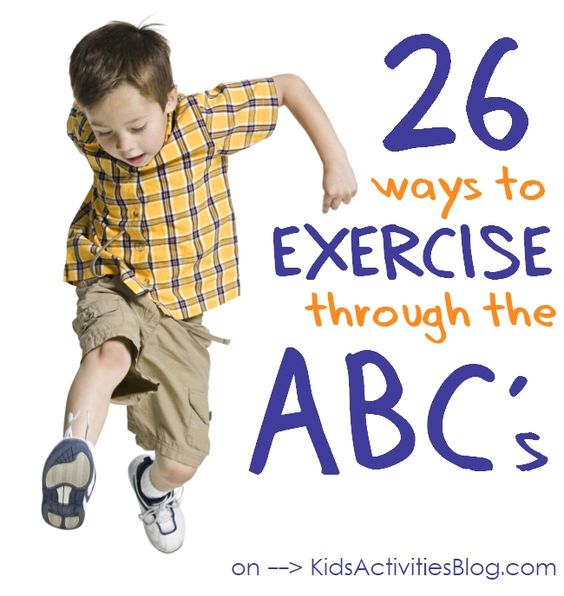 26
ways to
EXERCISE
through the
ABC's
on --> KidsActivitiesBlog.com